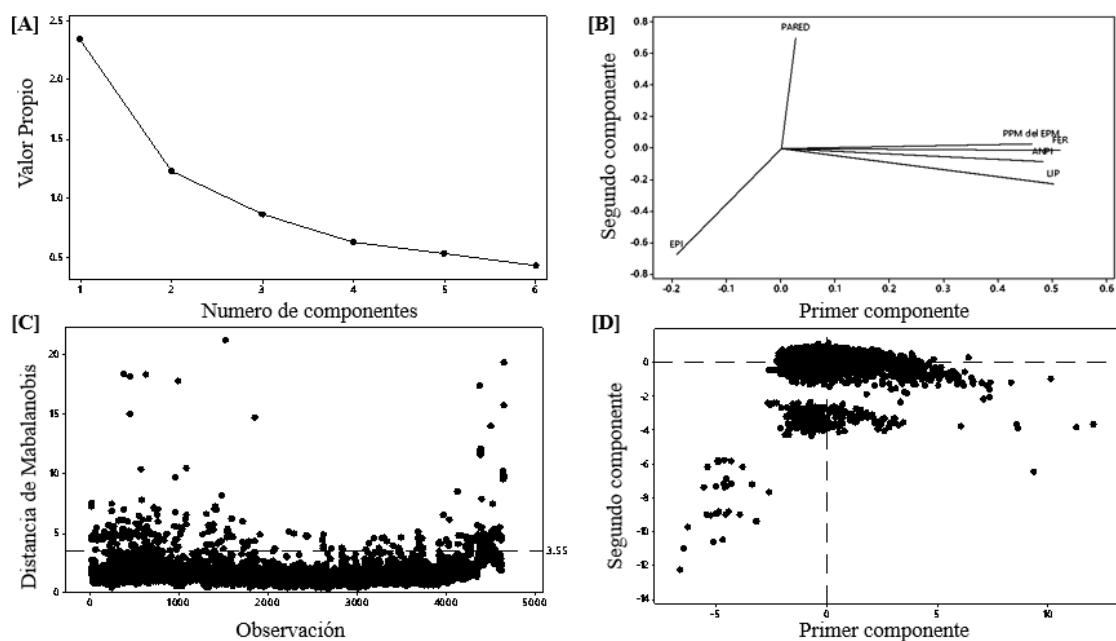 [A]
Valor Propio
2.5
2.0
1.5
1.0
0.5
1 2 3 4 5 6
Numero de componentes
[B]
Segundo componente
0.8
0.6
0.4
0.2
0.0
-0.2
-0.4
-0.6
-0.8
PARED
PPM del EPM
FER
ANPI
LIP
EPI
-0.2 -0.1 0.0 0.1 0.2 0.3 0.4 0.5 0.6
Primer componente
[C]
Distancia de Mabalanobis
20
15
10
5
0
3.55
0 1000 2000 3000 4000 5000
Observación
[D]
Segundo componente
0
-2
-4
-6
-8
-10
-12
-14
-5 0 5 10
Primer componente